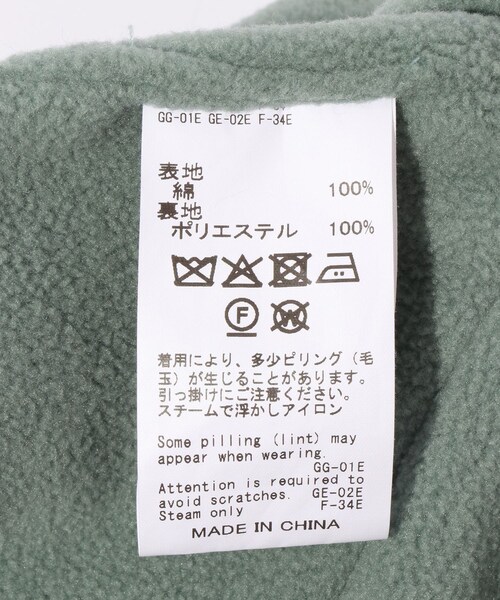 GG-01E GE-02E F-34E
表地
綿 100%
裏地
ポリエステル 100%
F W
着用により、多少ピリング（毛
玉）が生じることがあります。
引っ掛けにご注意ください。
スチームで浮かしアイロン
Some pilling (lint) may
appear when wearing.
GG-01E
Attention is required to
avoid scratches. GE-02E
Steam only F-34E
MADE IN CHINA